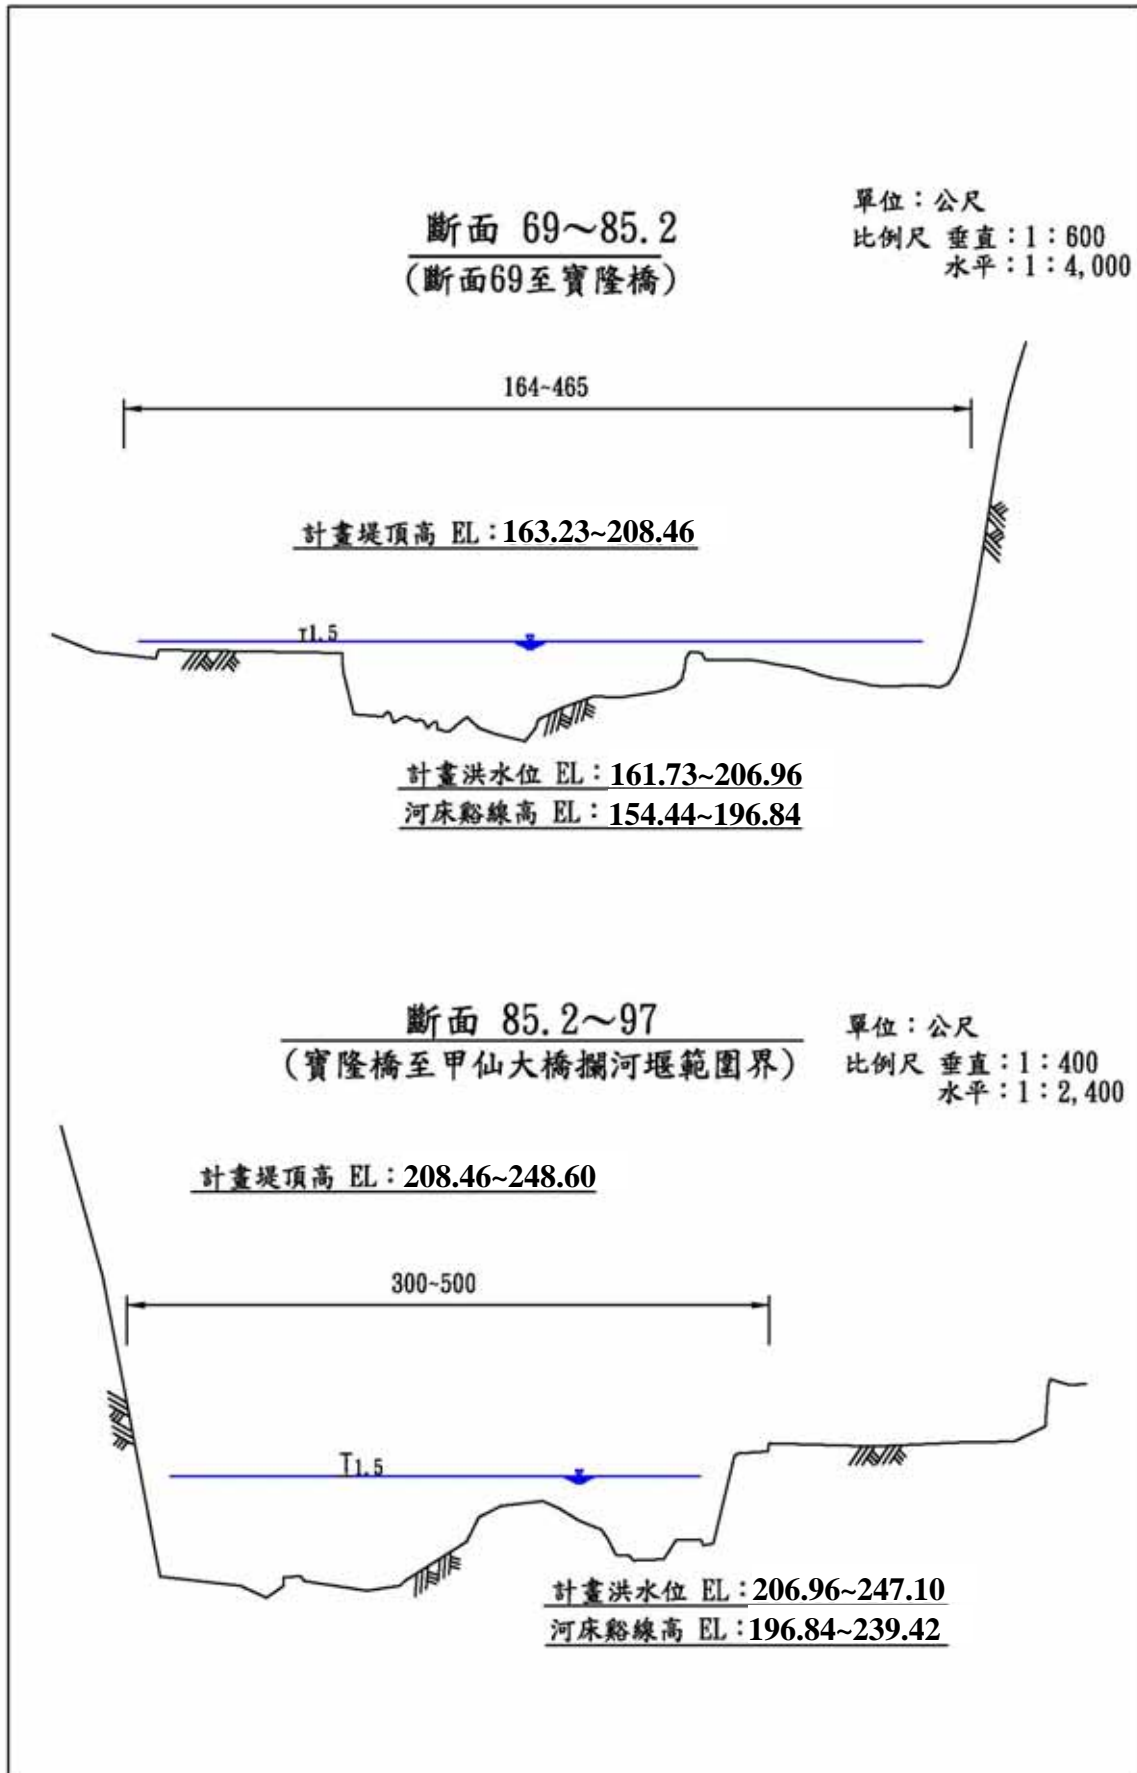 斷面 69～85.2
(斷面69至寶隆橋)
單位：公尺
比例尺 垂直：1：600
水平：1：4,000
164~465
計畫堤頂高 EL：163.23~208.46
T1.5
計畫洪水位 EL：161.73~206.96
河床谿線高 EL：154.44~196.84
斷面 85.2～97
(寶隆橋至甲仙大橋攔河堰範圍界)
單位：公尺
比例尺 垂直：1：400
水平：1：2,400
計畫堤頂高 EL：208.46~248.60
300~500
T1.5
計畫洪水位 EL：206.96~247.10
河床谿線高 EL：196.84~239.42